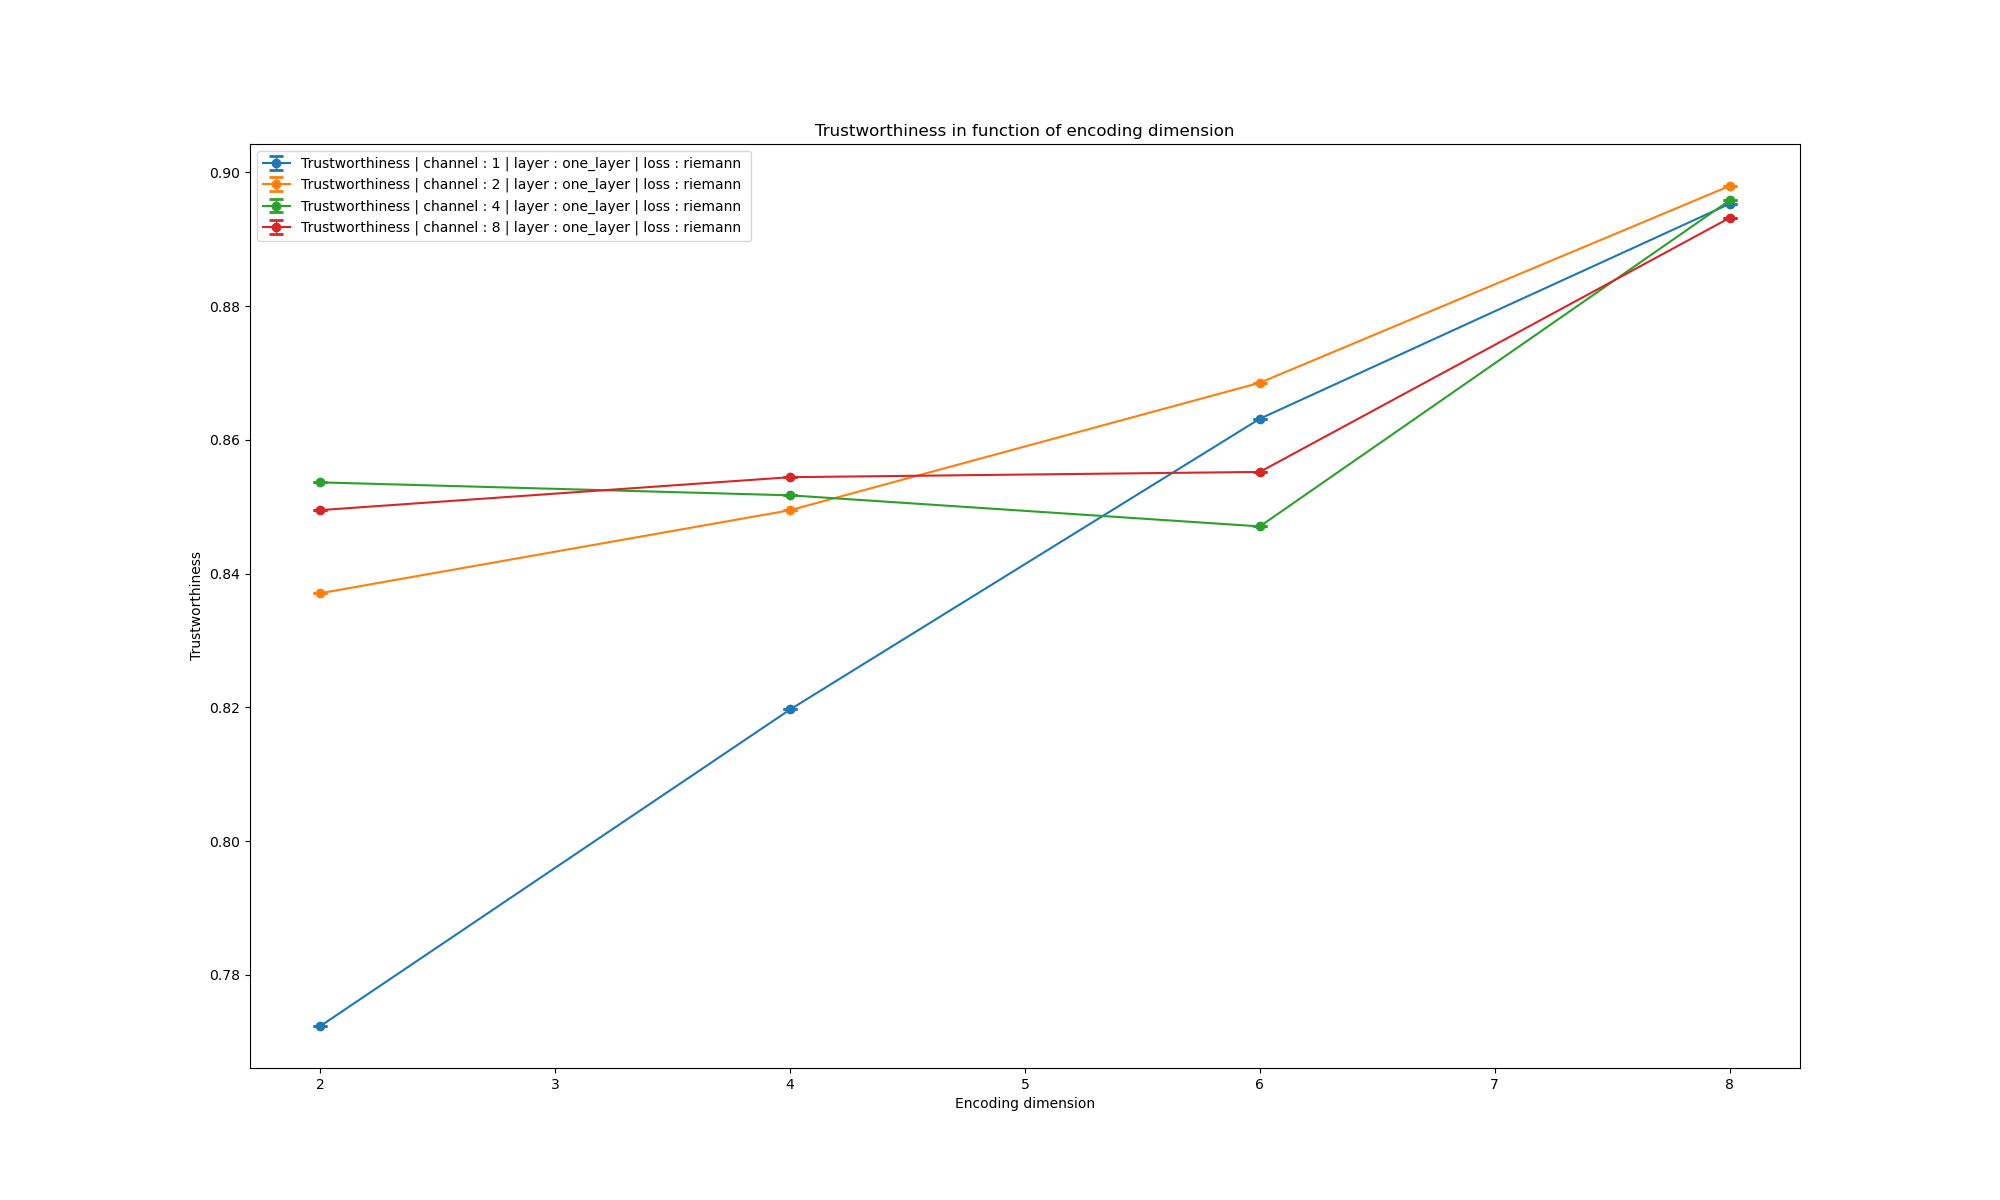 Trustworthiness in function of encoding dimension
Trustworthiness | channel : 1 | layer : one_layer | loss : riemann
Trustworthiness | channel : 2 | layer : one_layer | loss : riemann
Trustworthiness | channel : 4 | layer : one_layer | loss : riemann
Trustworthiness | channel : 8 | layer : one_layer | loss : riemann
0.90
0.88
0.86
0.84
0.82
0.80
0.78
Trustworthiness
2 3 4 5 6 7 8
Encoding dimension